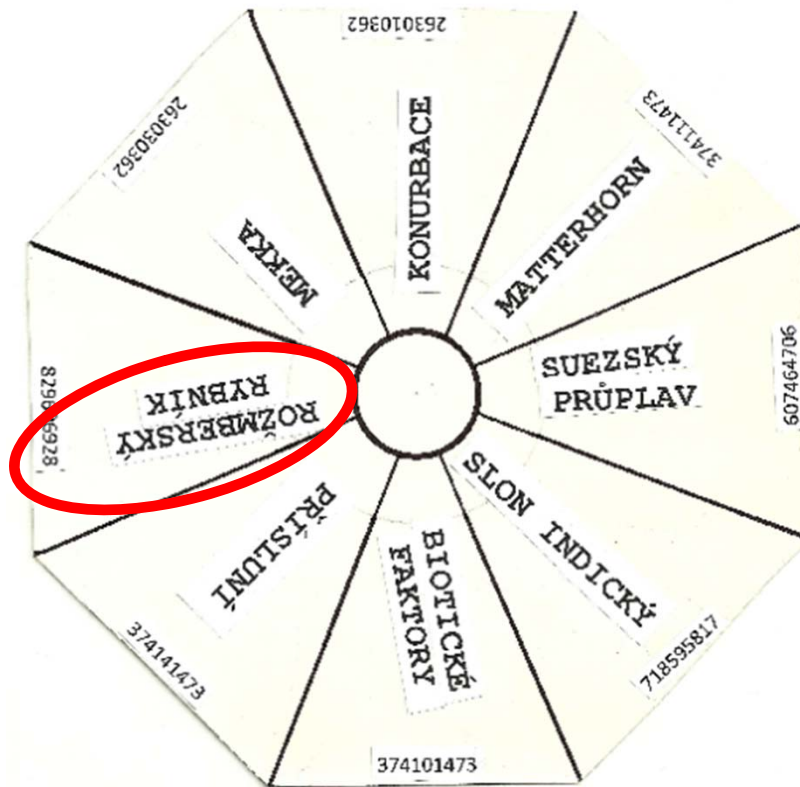 263010362
KONURBACE
374111473
MATTERHORN
607464706
SUEZSKÝ
PRŮPLAV
718595817
SLON INDICKÝ
374101473
BIOTICKÉ
FAKTORY
374141473
PŘÍSLUNÍ
ROŽMBERSKÝ
RYBNÍK
263030362
MEKKA